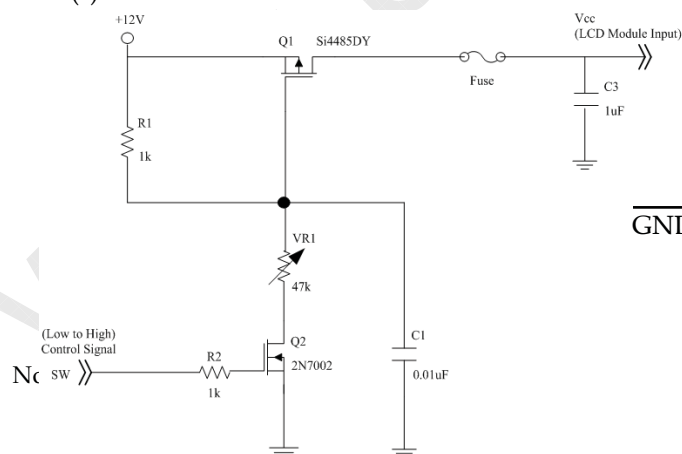 +12V
Vcc
(LCD Module Input)
Q1
Si4485DY
Fuse
C3
1uF
R1
1k
GND
VR1
47k
(Low to High)
Control Signal
SW
R2
1k
Q2
2N7002
C1
0.01uF